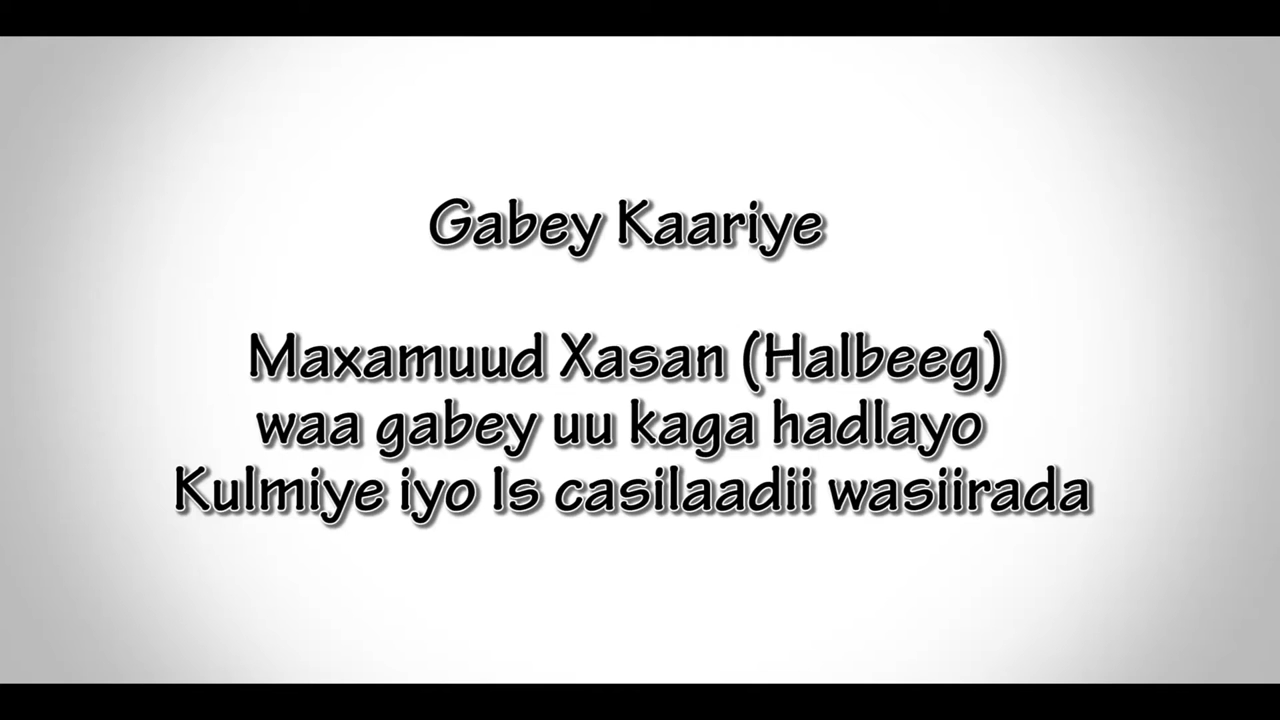 Gabey Kaariye
Maxamuud Xasan (Halbeeg)
waa gabey uu kaga hadlayo
Kulmiye iyo Is casilaadii wasiirada